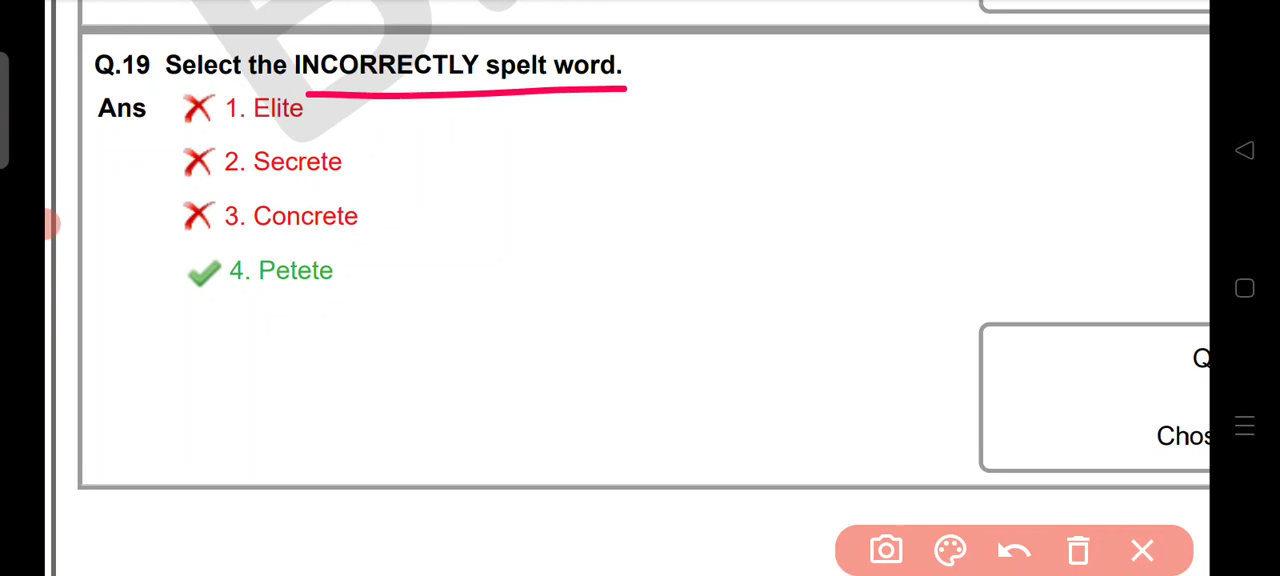 Q.19 Select the INCORRECTLY spelt word.
Ans 1. Elite
2. Secrete
3. Concrete
4. Petete
Q
Chos